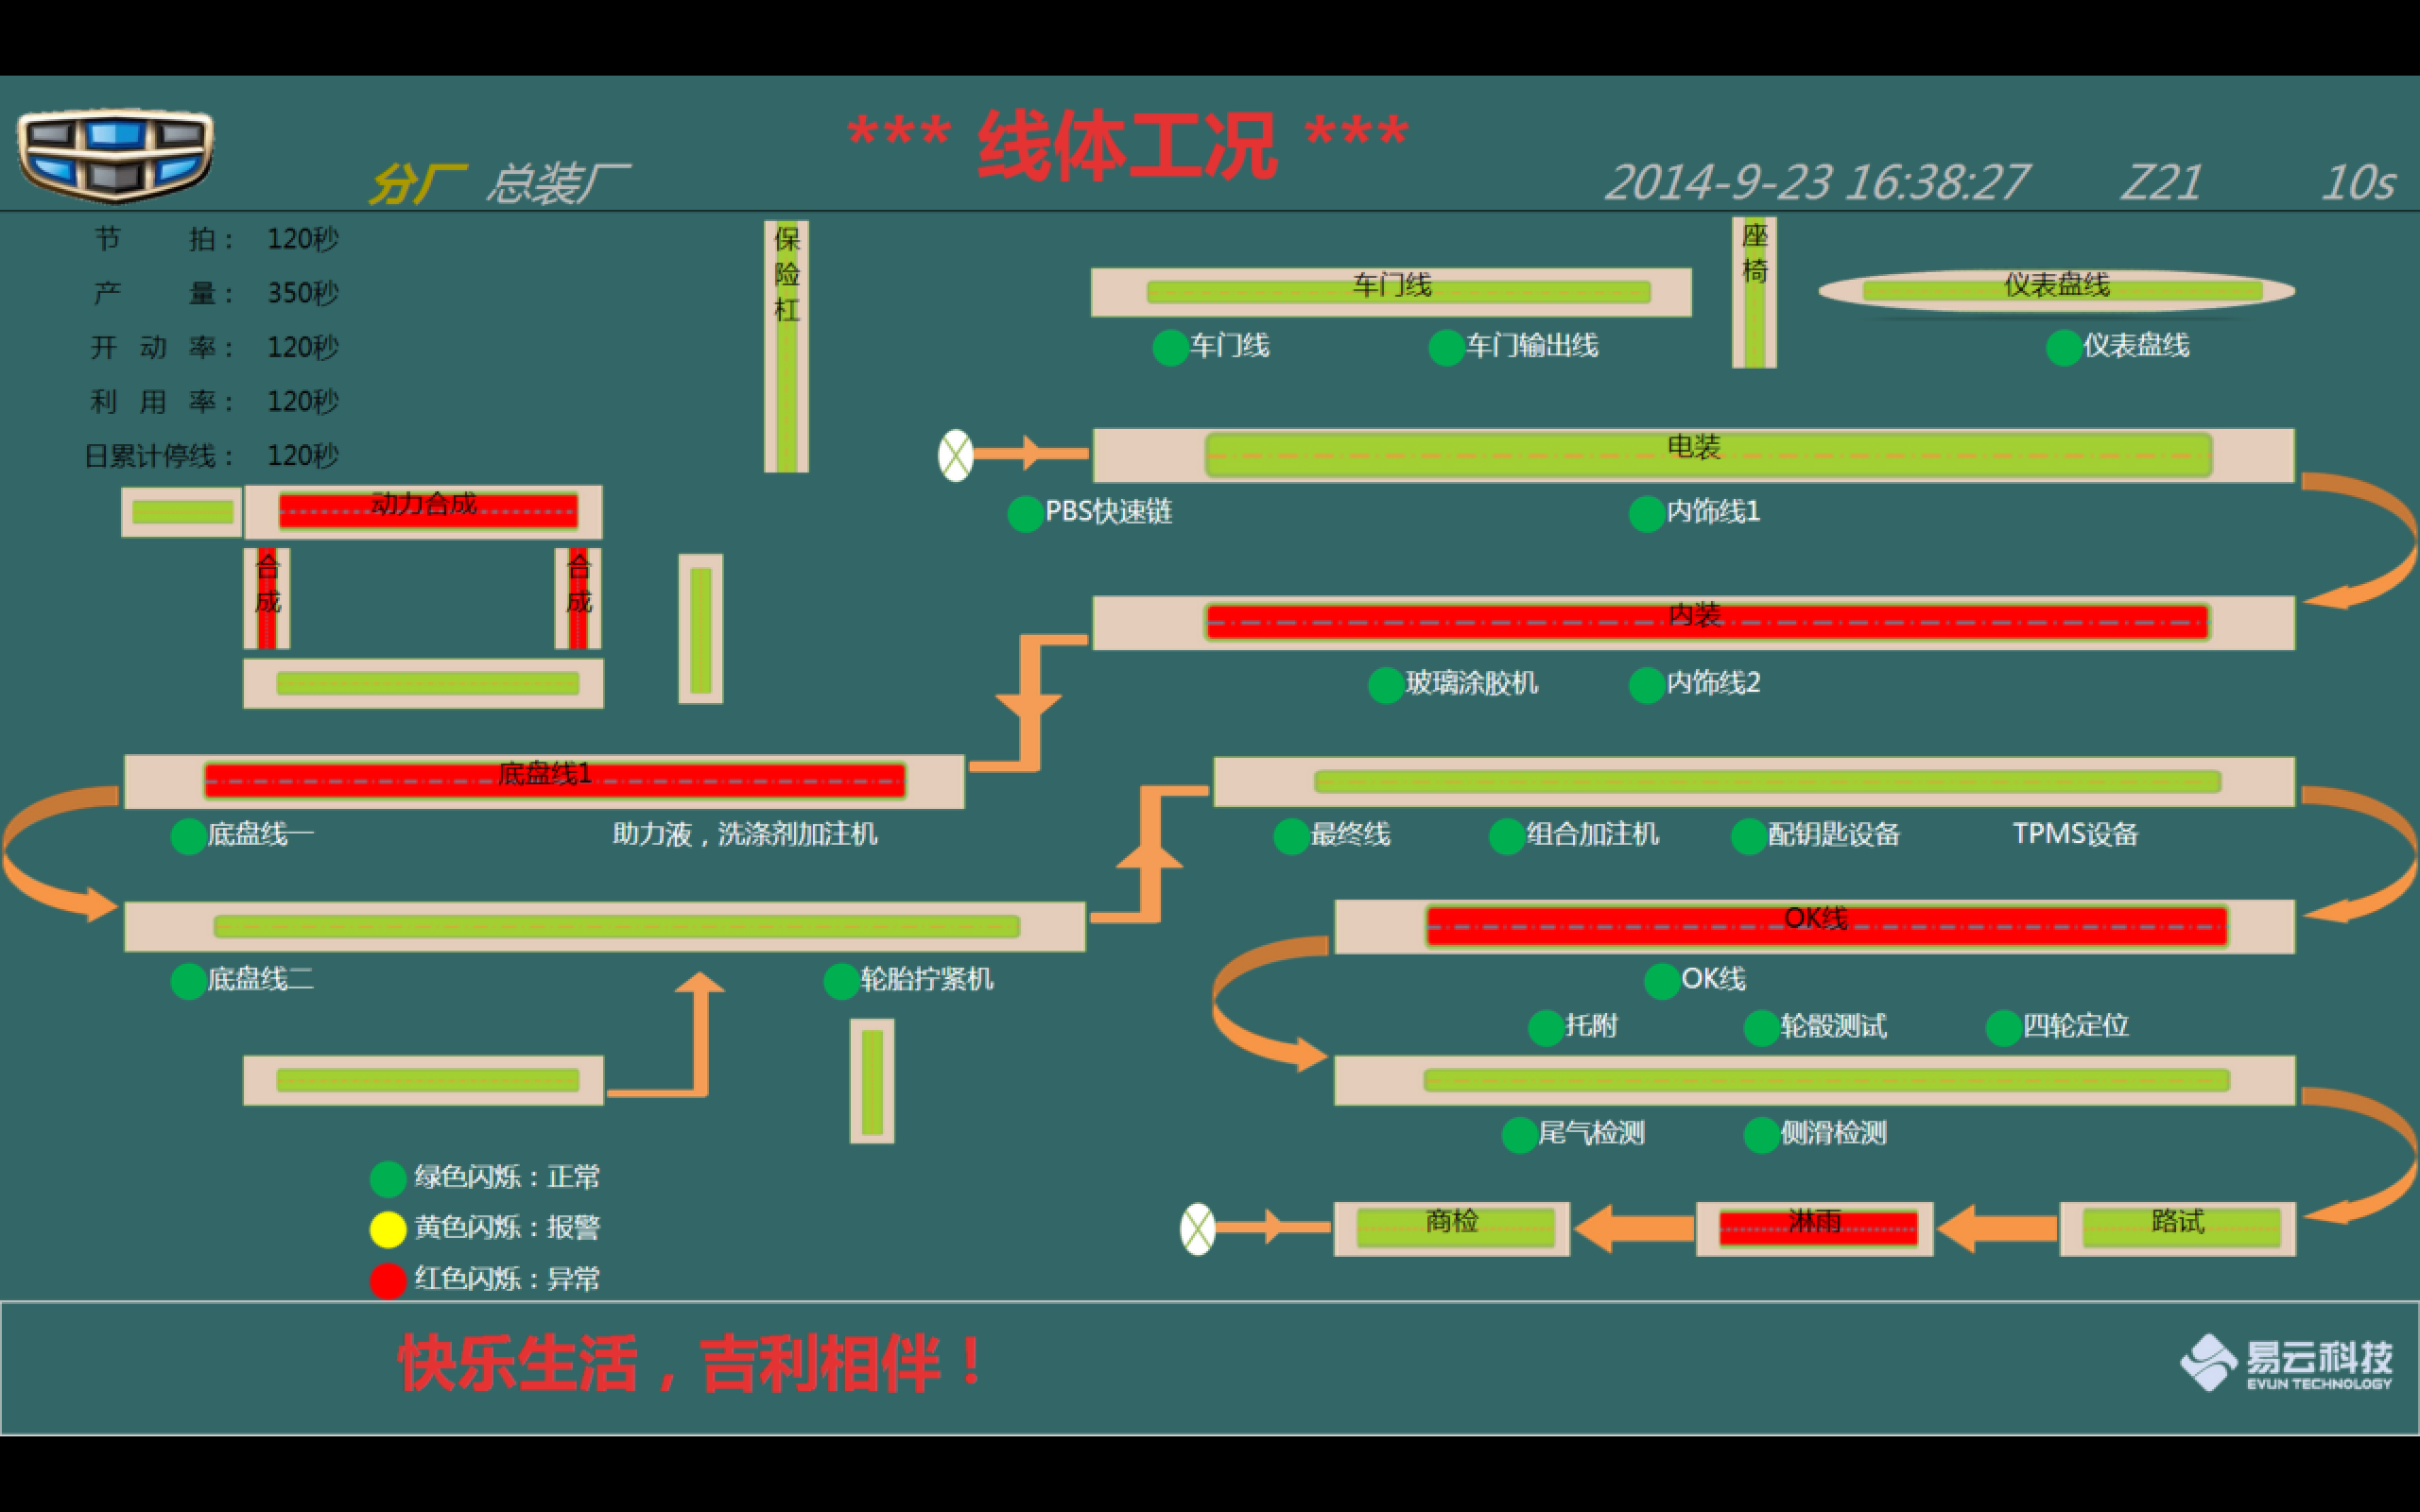 *** 线体工况 ***
分厂 总装厂
2014-9-23 16:38:27 Z21 10s
节拍： 120秒
产量： 350秒
开动率： 120秒
利用率： 120秒
日累计停线： 120秒
保险杠
车门线
座椅
仪表盘线
车门线
车门输出线
仪表盘线
电装
PBS快速链
内饰线1
动力合成
合成
合成
内装
玻璃涂胶机
内饰线2
底盘线1
底盘线一
助力液，洗涤剂加注机
最终线
组合加注机
配钥匙设备
TPMS设备
OK线
底盘线二
轮胎拧紧机
OK线
托附
轮毂测试
四轮定位
尾气检测
侧滑检测
商检
淋雨
路试
绿色闪烁：正常
黄色闪烁：报警
红色闪烁：异常
快乐生活，吉利相伴！
易云科技
EVUN TECHNOLOGY